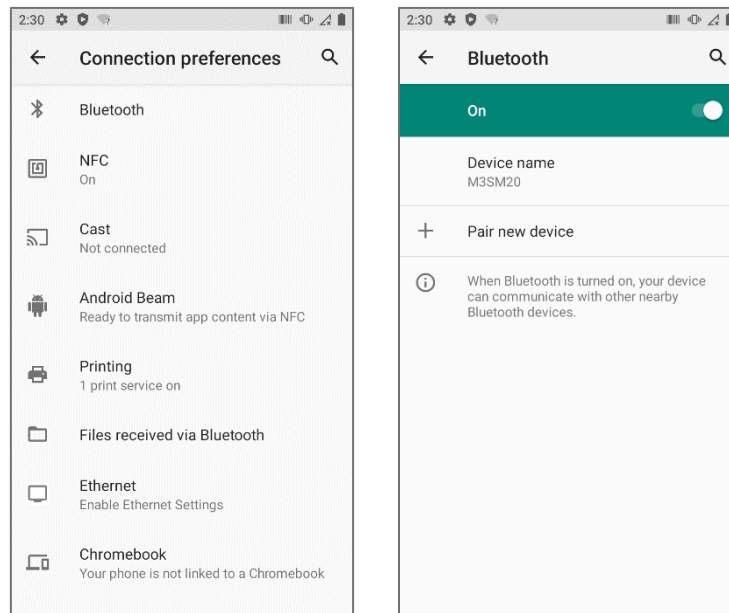 2:30
Connection preferences
Bluetooth
NFC
On
Cast
Not connected
Android Beam
Ready to transmit app content via NFC
Printing
1 print service on
Files received via Bluetooth
Ethernet
Enable Ethernet Settings
Chromebook
Your phone is not linked to a Chromebook
2:30
Bluetooth
On
Device name
M3SM20
Pair new device
When Bluetooth is turned on, your device
can communicate with other nearby
Bluetooth devices.